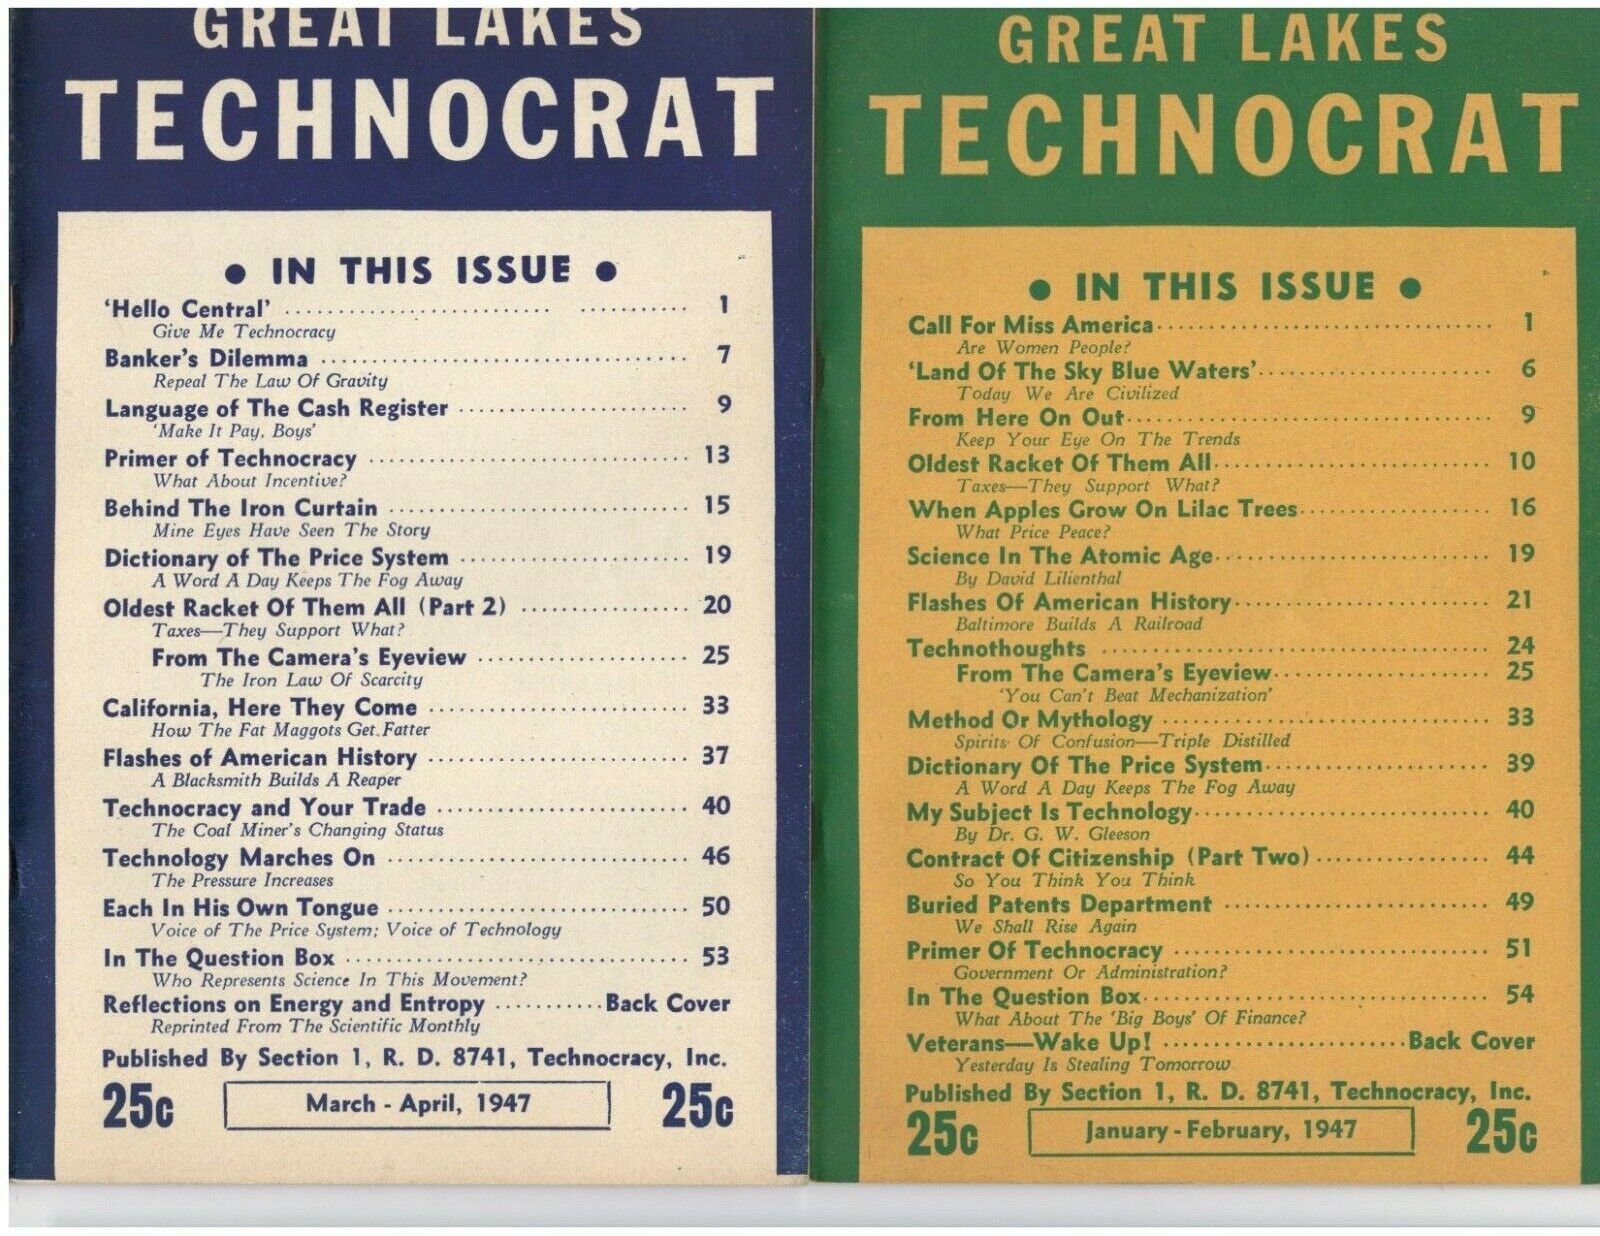 GREAT LAKES
TECHNOCRAT
• IN THIS ISSUE •
'Hello Central' 1
Give Me Technocracy
Banker's Dilemma 7
Repeal The Law Of Gravity
Language of The Cash Register 9
'Make It Pay, Boys'
Primer of Technocracy 13
What About Incentive?
Behind The Iron Curtain 15
Mine Eyes Have Seen The Story
Dictionary of The Price System 19
A Word A Day Keeps The Fog Away
Oldest Racket Of Them All (Part 2) 20
Taxes—They Support What?
From The Camera's Eyeview 25
The Iron Law Of Scarcity
California, Here They Come 33
How The Fat Maggots Get Fatter
Flashes of American History 37
A Blacksmith Builds A Reaper
Technocracy and Your Trade 40
The Coal Miner's Changing Status
Technology Marches On 46
The Pressure Increases
Each In His Own Tongue 50
Voice of The Price System; Voice of Technology
In The Question Box 53
Who Represents Science In This Movement?
Reflections on Energy and Entropy Back Cover
Reprinted From The Scientific Monthly
Published By Section 1, R. D. 8741, Technocracy, Inc.
25c March - April, 1947 25c
GREAT LAKES
TECHNOCRAT
• IN THIS ISSUE •
Call For Miss America 1
Are Women People?
'Land Of The Sky Blue Waters' 6
Today We Are Civilized
From Here On Out 9
Keep Your Eye On The Trends
Oldest Racket Of Them All 10
Taxes—They Support What?
When Apples Grow On Lilac Trees 16
What Price Peace?
Science In The Atomic Age 19
By David Lilienthal
Flashes Of American History 21
Baltimore Builds A Railroad
Technothoughts 24
From The Camera's Eyeview 25
'You Can't Beat Mechanization'
Method Or Mythology 33
Spirits Of Confusion—Triple Distilled
Dictionary Of The Price System 39
A Word A Day Keeps The Fog Away
My Subject Is Technology 40
By Dr. G. W. Gleeson
Contract Of Citizenship (Part Two) 44
So You Think You Think
Buried Patents Department 49
We Shall Rise Again
Primer Of Technocracy 51
Government Or Administration?
In The Question Box 54
What About The 'Big Boys' Of Finance?
Veterans—Wake Up! Back Cover
Yesterday Is Stealing Tomorrow
Published By Section 1, R. D. 8741, Technocracy, Inc.
25c January - February, 1947 25c